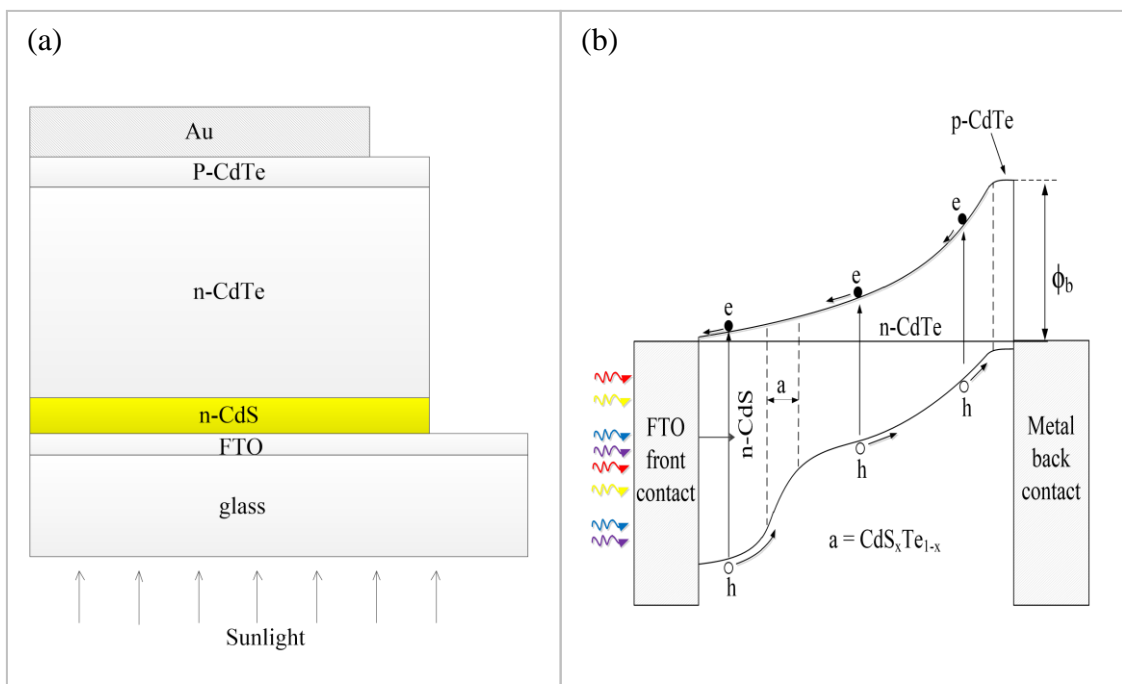 (a)
Au
P-CdTe
n-CdTe
n-CdS
FTO
glass
Sunlight
(b)
p-CdTe
e
e
e
ϕb
n-CdTe
a
n-CdS
h
h
h
FTO
front
contact
Metal
back
contact
a = CdSxTe1-x